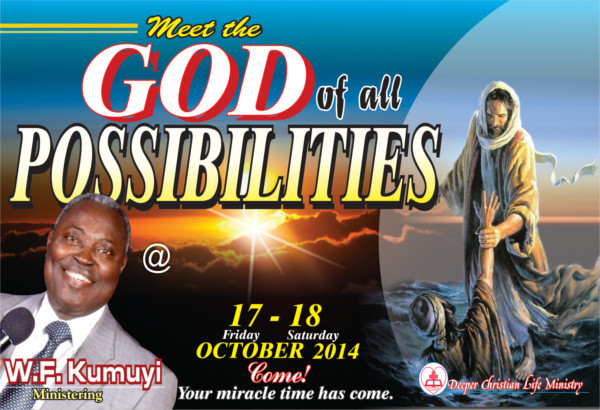 Meet the
GOD of all
POSSIBILITIES
@
17 - 18
Friday Saturday
OCTOBER 2014
Come!
Your miracle time has come.
W.F. Kumuyi
Ministering
Deeper Christian Life Ministry